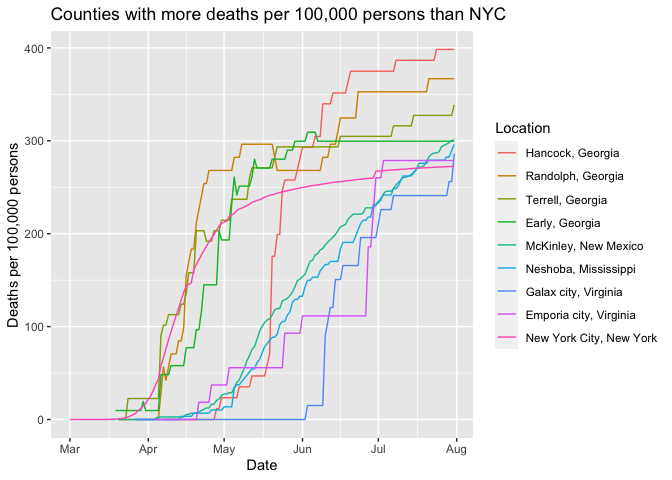 Counties with more deaths per 100,000 persons than NYC
400
300
200
100
0
Deaths per 100,000 persons
Mar Apr May Jun Jul Aug
Date
Location
Hancock, Georgia
Randolph, Georgia
Terrell, Georgia
Early, Georgia
McKinley, New Mexico
Neshoba, Mississippi
Galax city, Virginia
Emporia city, Virginia
New York City, New York